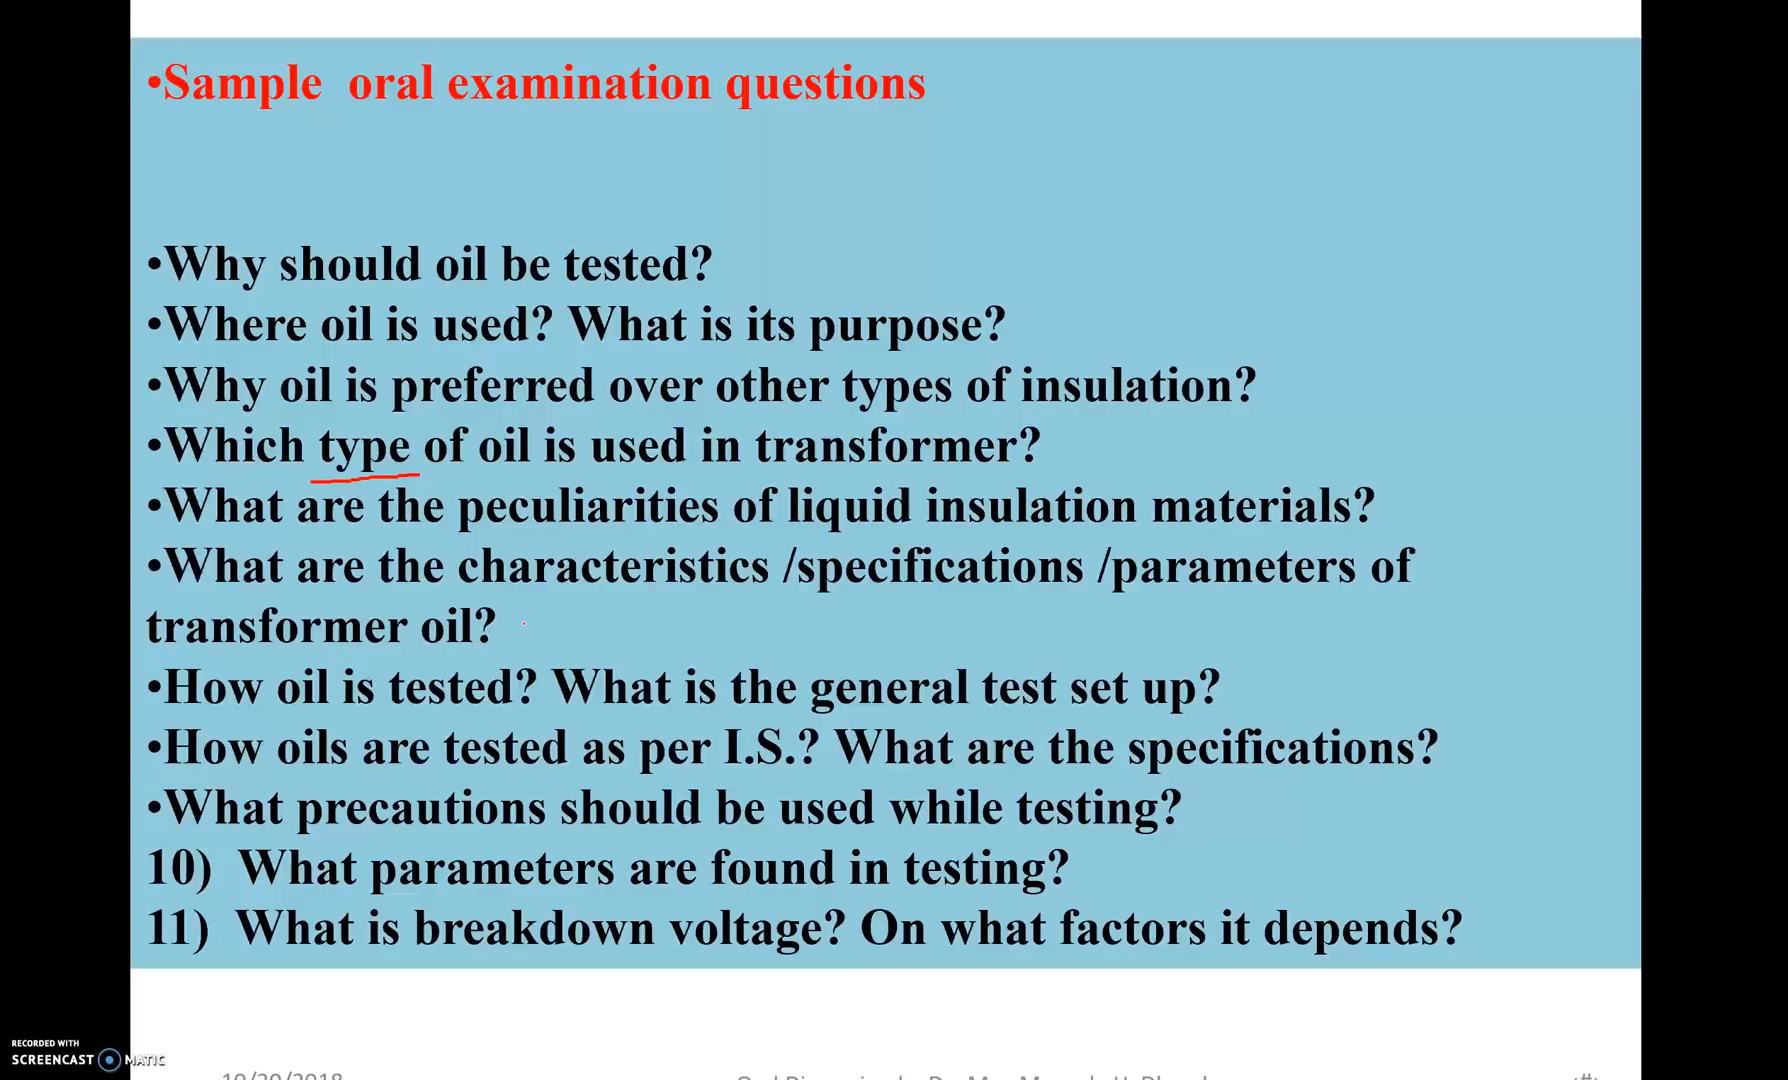 •Sample oral examination questions
•Why should oil be tested?
•Where oil is used? What is its purpose?
•Why oil is preferred over other types of insulation?
•Which type of oil is used in transformer?
•What are the peculiarities of liquid insulation materials?
•What are the characteristics /specifications /parameters of
transformer oil?
•How oil is tested? What is the general test set up?
•How oils are tested as per I.S.? What are the specifications?
•What precautions should be used while testing?
10) What parameters are found in testing?
11) What is breakdown voltage? On what factors it depends?
RECORDED WITH
SCREENCAST MATIC